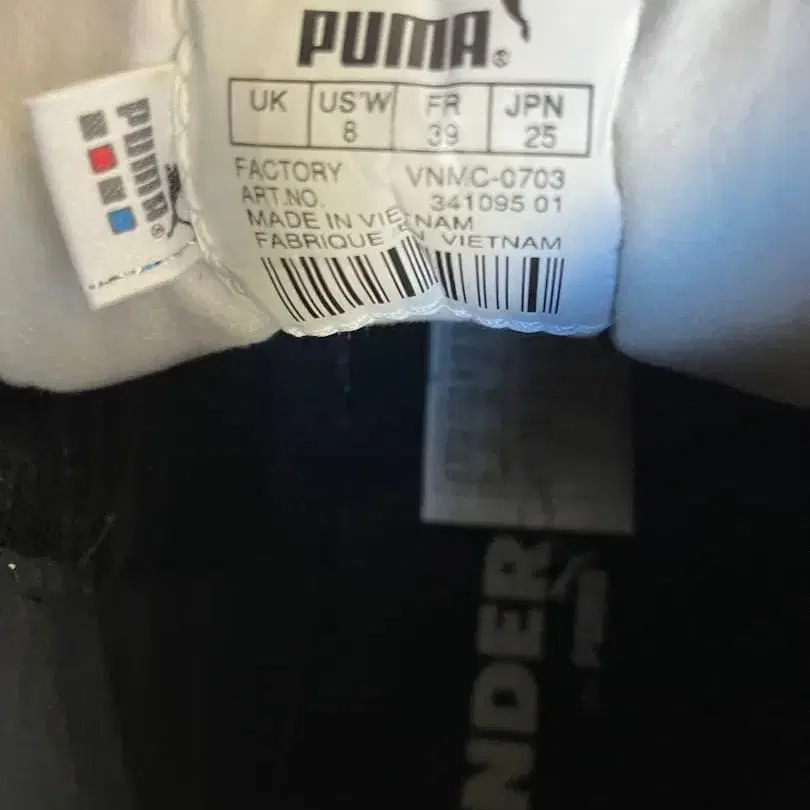 PUMA®
UK US'W FR JPN
8 39 25
FACTORY VNMC-0703
ART.NO. 341095 01
MADE IN VIETNAM
FABRIQUE EN VIETNAM
PUMA®
NDER